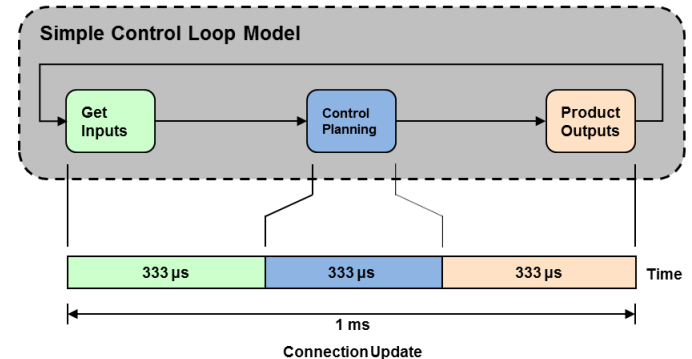 Simple Control Loop Model
Get
Inputs
Control
Planning
Product
Outputs
333 µs
333 µs
333 µs
Time
1 ms
Connection Update